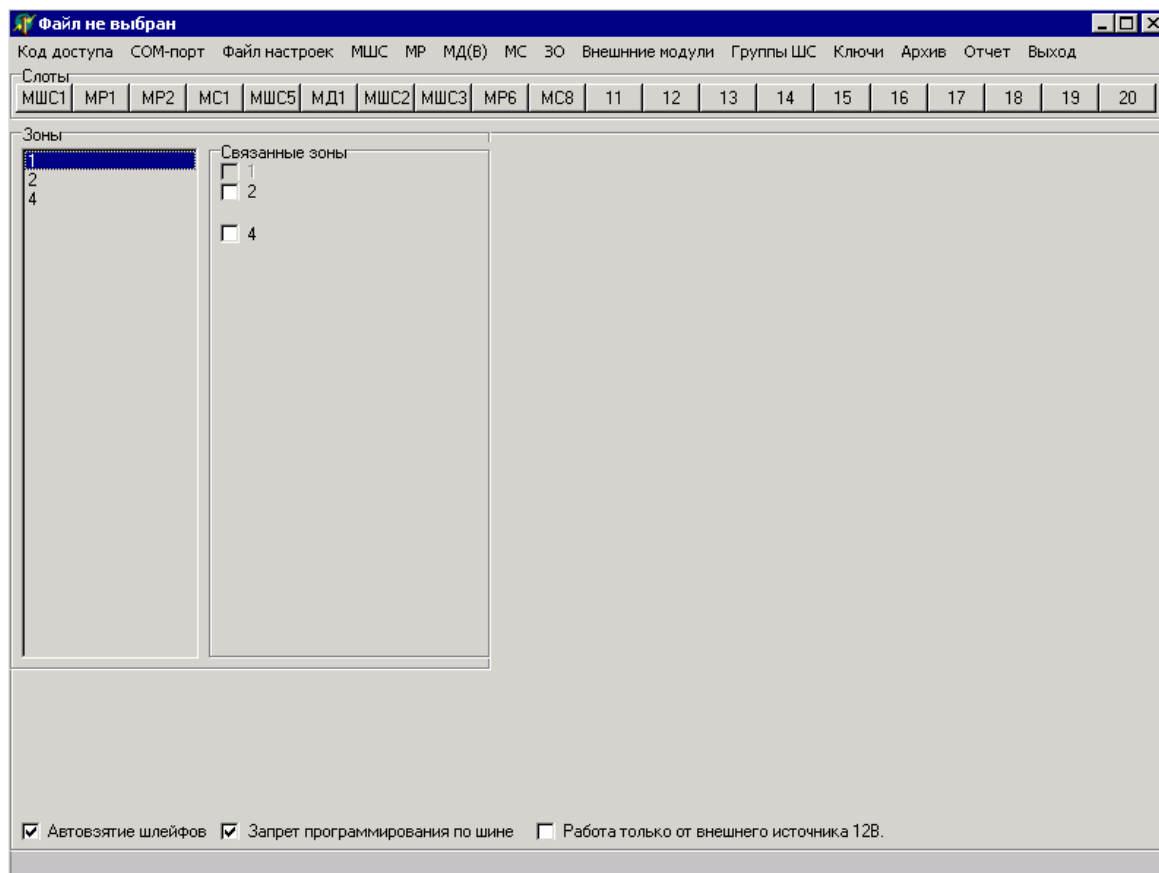 Файл не выбран
Код доступа COM-порт Файл настроек МШС МР МД(В) МС ЗО Внешнние модули Группы ШС Ключи Архив Отчет Выход
Слоты
МШС1 МР1 МР2 МС1 МШС5 МД1 МШС2 МШС3 МР6 МС8 11 12 13 14 15 16 17 18 19 20
Зоны
Связанные зоны
1 1
2 2
4
4
Автовзятие шлейфов Запрет программирования по шине Работа только от внешнего источника 12В.